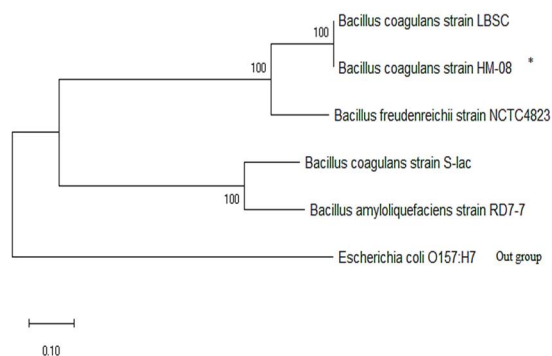 Bacillus coagulans strain LBSC
100
Bacillus coagulans strain HM-08 *
100
Bacillus freudenreichii strain NCTC4823
Bacillus coagulans strain S-lac
100
Bacillus amyloliquefaciens strain RD7-7
Escherichia coli O157:H7 Out group
0.10